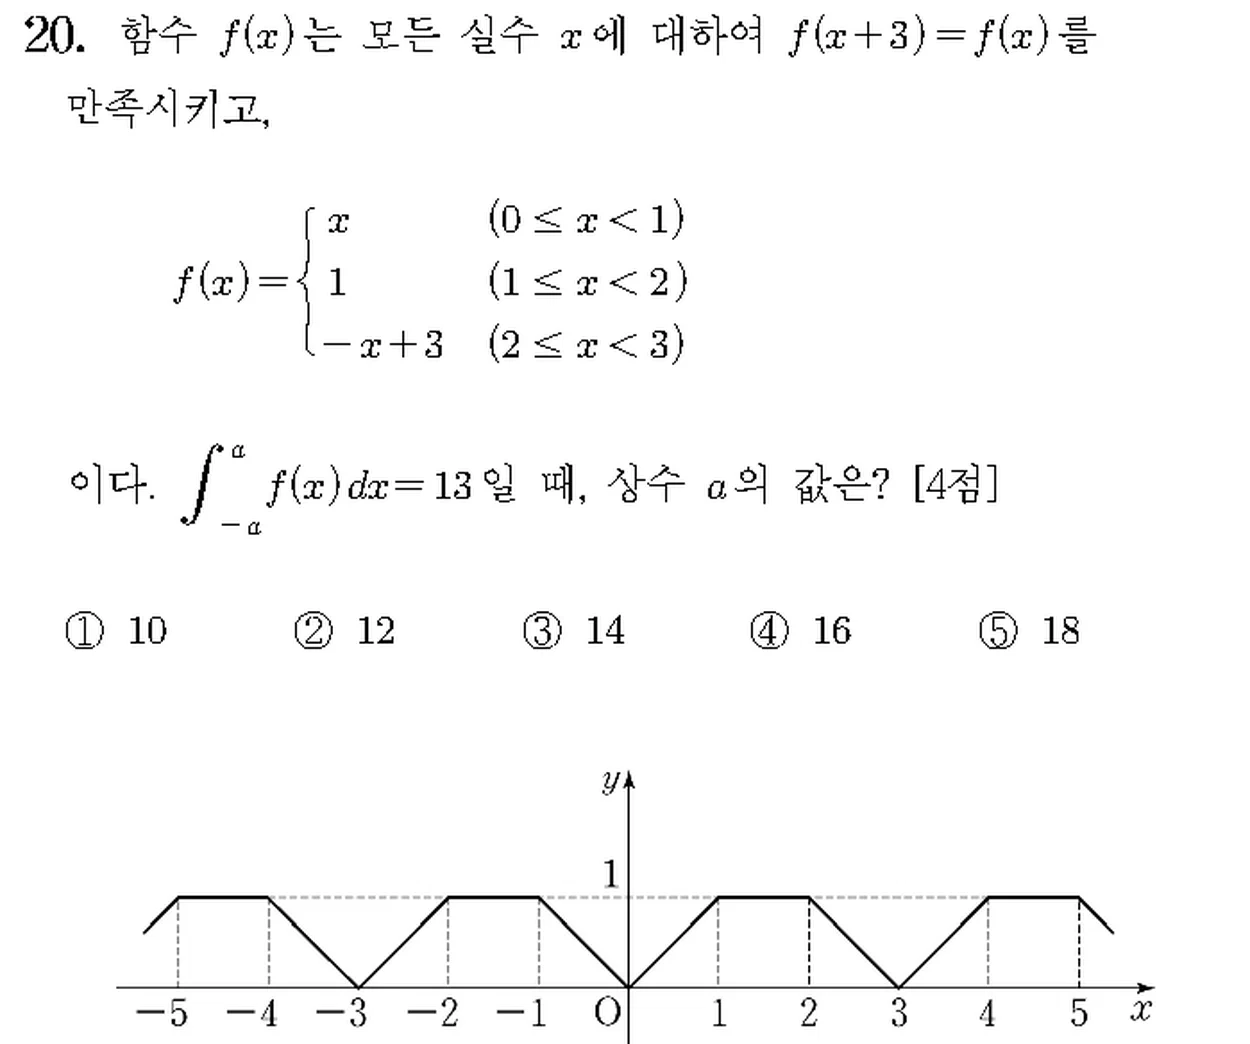 20. 함수 f(x)는 모든 실수 x에 대하여 f(x+3)=f(x)를
만족시키고,
x (0 ≤ x < 1)
f(x)= { 1 (1 ≤ x < 2)
-x+3 (2 ≤ x < 3)
이다. ∫_{-a}^{a} f(x)dx=13일 때, 상수 a의 값은? [4점]
① 10 ② 12 ③ 14 ④ 16 ⑤ 18
y
1
-5 -4 -3 -2 -1 O 1 2 3 4 5 x